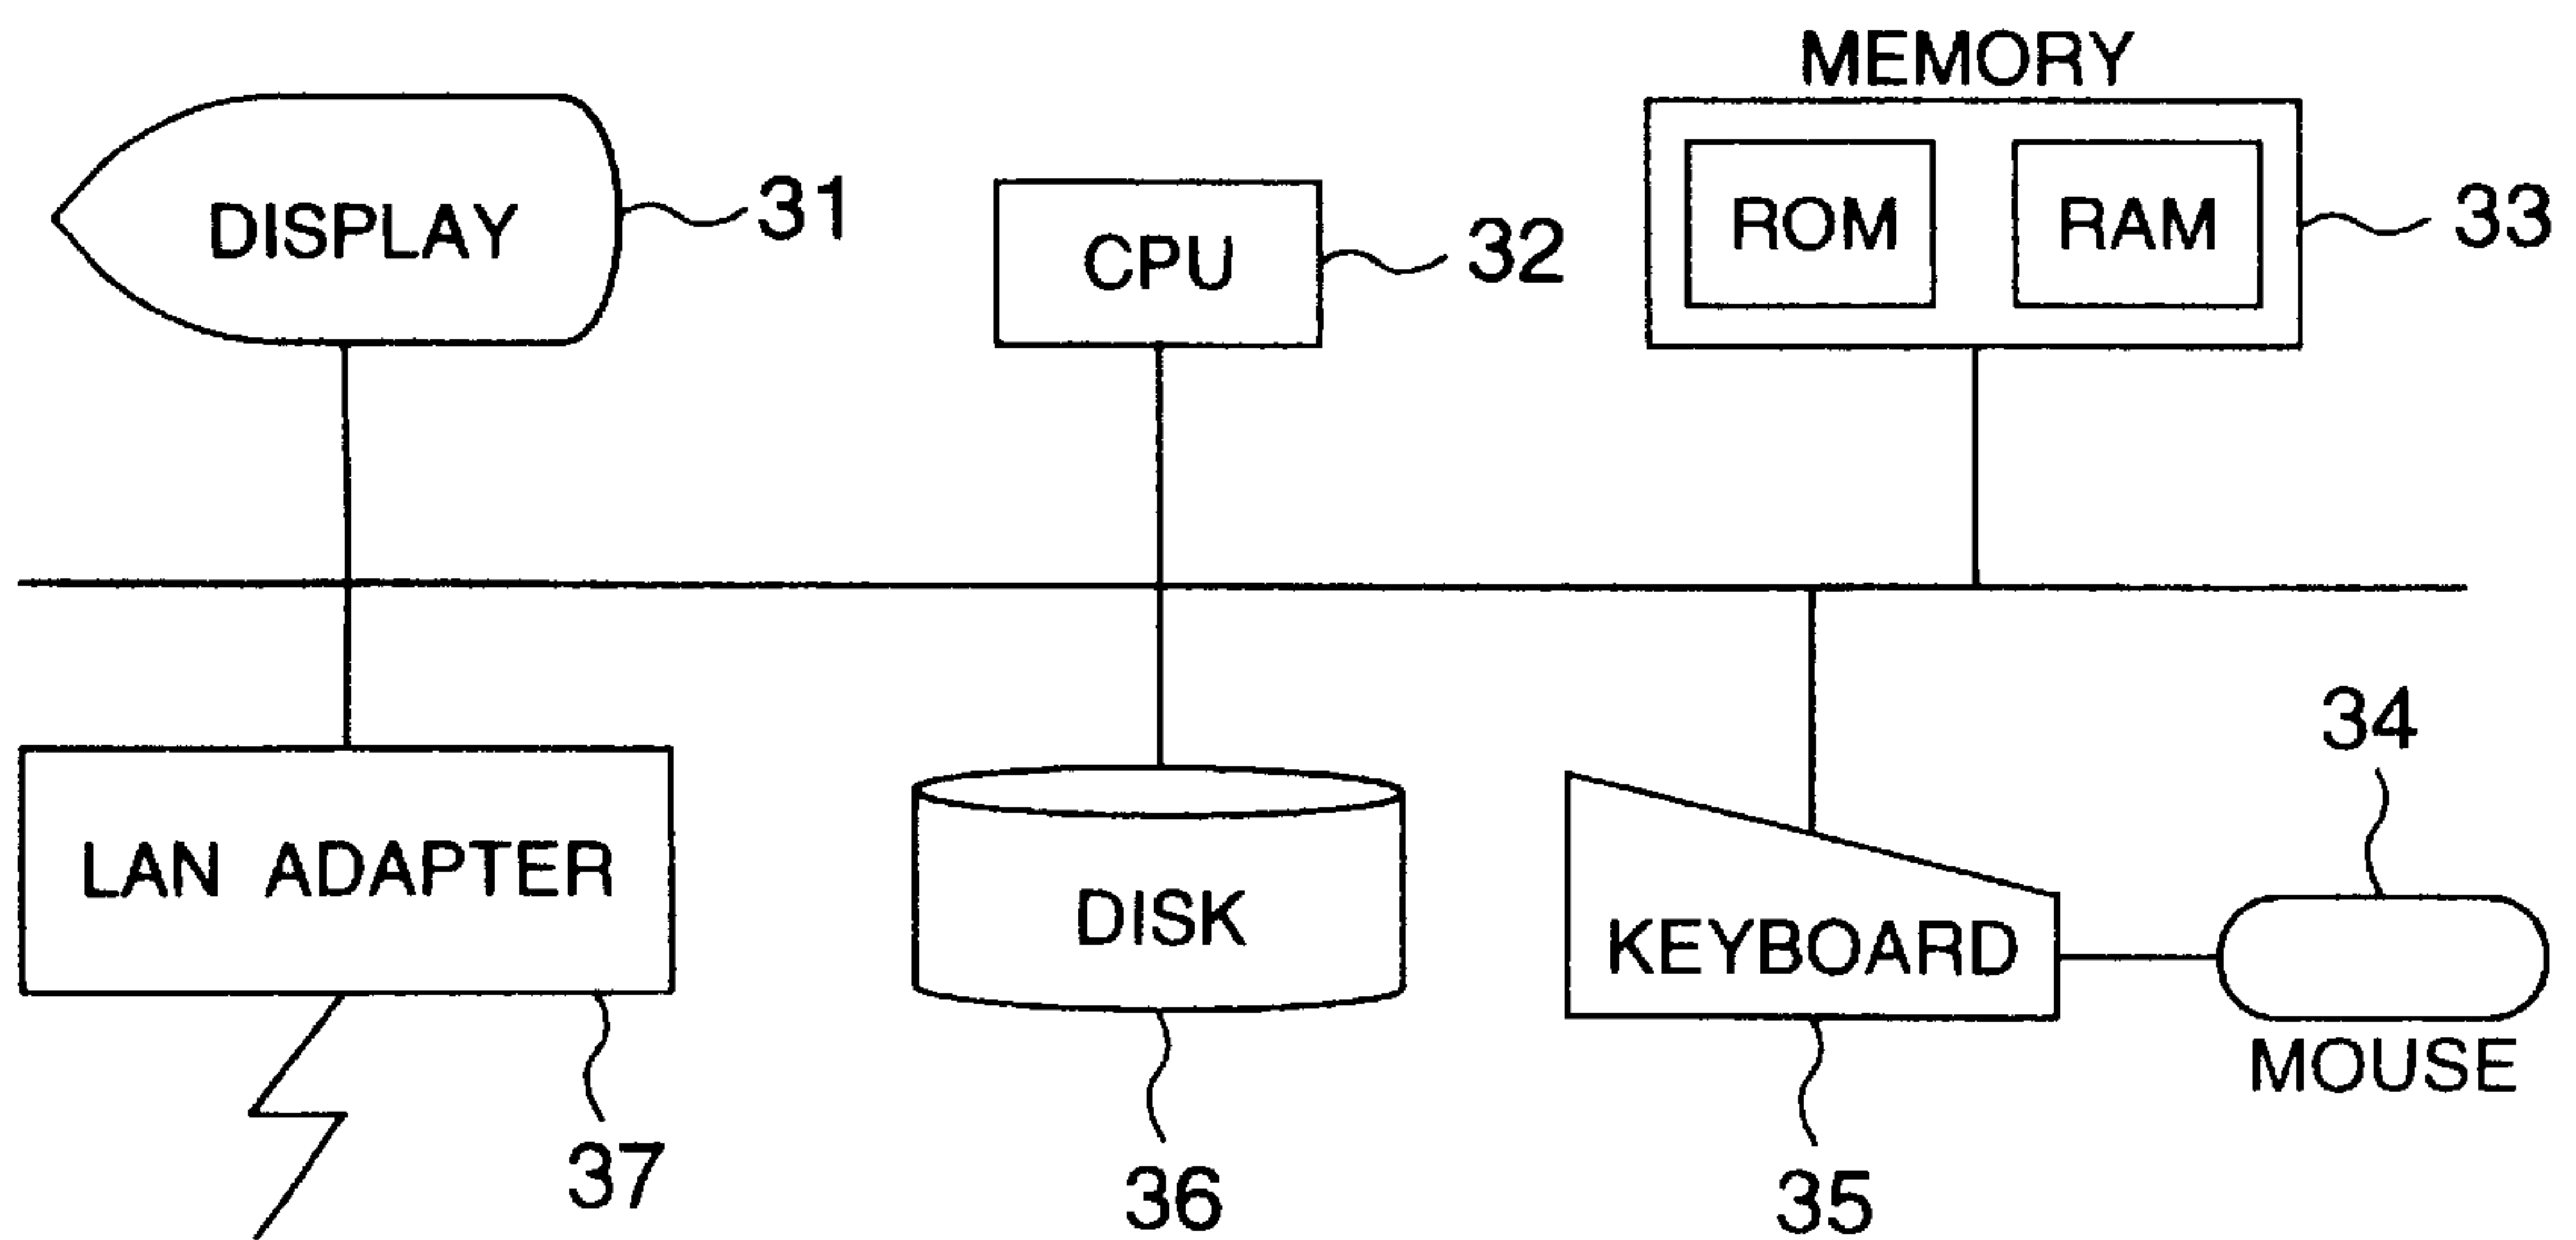 MEMORY
DISPLAY
31
CPU
32
ROM
RAM
33
LAN ADAPTER
37
DISK
36
KEYBOARD
35
34
MOUSE